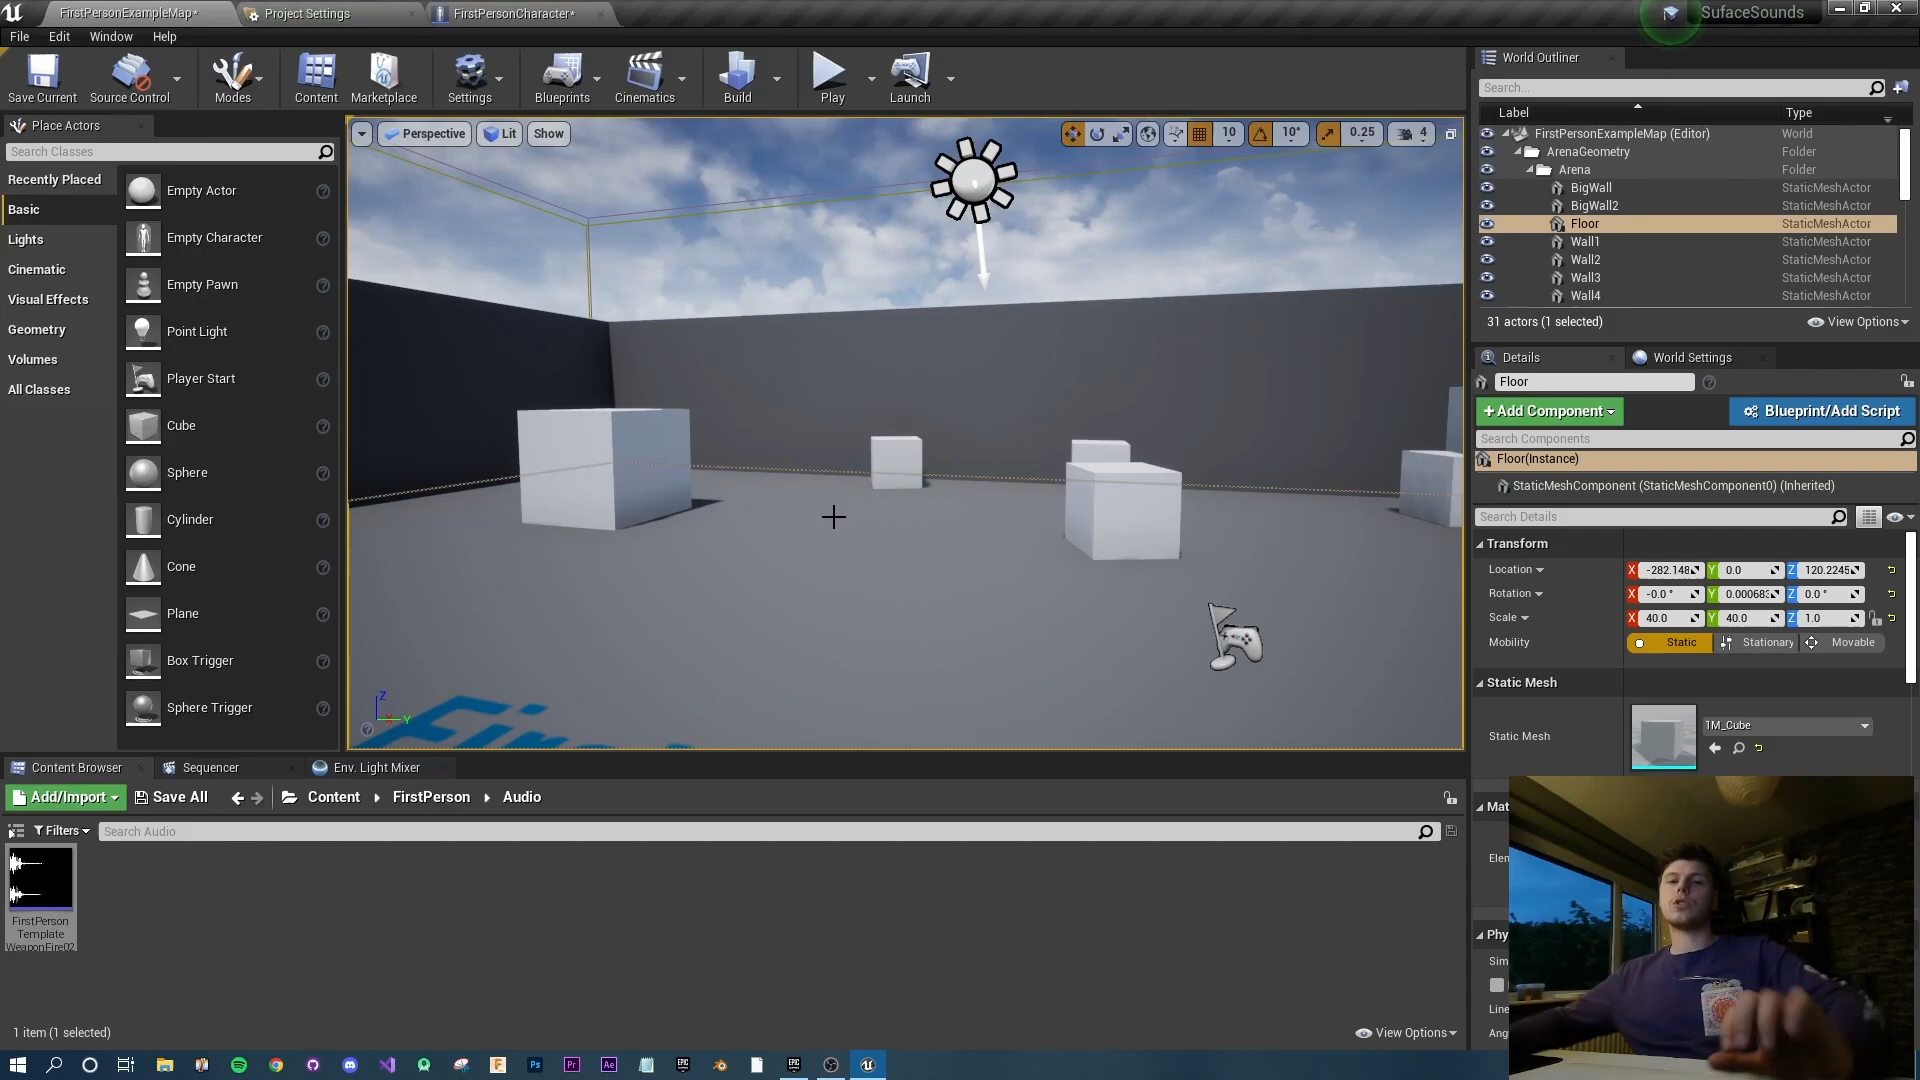 FirstPersonExampleMap*
Project Settings
FirstPersonCharacter*
SufaceSounds
File Edit Window Help
Save Current
Source Control
Modes
Content
Marketplace
Settings
Blueprints
Cinematics
Build
Play
Launch
Place Actors
Search Classes
Recently Placed
Basic
Lights
Cinematic
Visual Effects
Geometry
Volumes
All Classes
Empty Actor
Empty Character
Empty Pawn
Point Light
Player Start
Cube
Sphere
Cylinder
Cone
Plane
Box Trigger
Sphere Trigger
Perspective
Lit
Show
10
10°
0.25
4
Z
X
Y
World Outliner
Search...
Label Type
FirstPersonExampleMap (Editor) World
ArenaGeometry Folder
Arena Folder
BigWall StaticMeshActor
BigWall2 StaticMeshActor
Floor StaticMeshActor
Wall1 StaticMeshActor
Wall2 StaticMeshActor
Wall3 StaticMeshActor
Wall4 StaticMeshActor
31 actors (1 selected)
View Options
Details
World Settings
Floor
+Add Component
Blueprint/Add Script
Search Components
Floor(Instance)
StaticMeshComponent (StaticMeshComponent0) (Inherited)
Search Details
Transform
Location X -282.148 Y 0.0 Z 120.2245
Rotation X -0.0 ° Y 0.000683 Z 0.0 °
Scale X 40.0 Y 40.0 Z 1.0
Mobility Static Stationary Movable
Static Mesh
Static Mesh
1M_Cube
Mat
Elen
Phy
Sim
Line
Ang
Content Browser
Sequencer
Env. Light Mixer
Add/Import
Save All
Content
FirstPerson
Audio
Filters
Search Audio
FirstPerson
Template
WeaponFire02
1 item (1 selected)
View Options